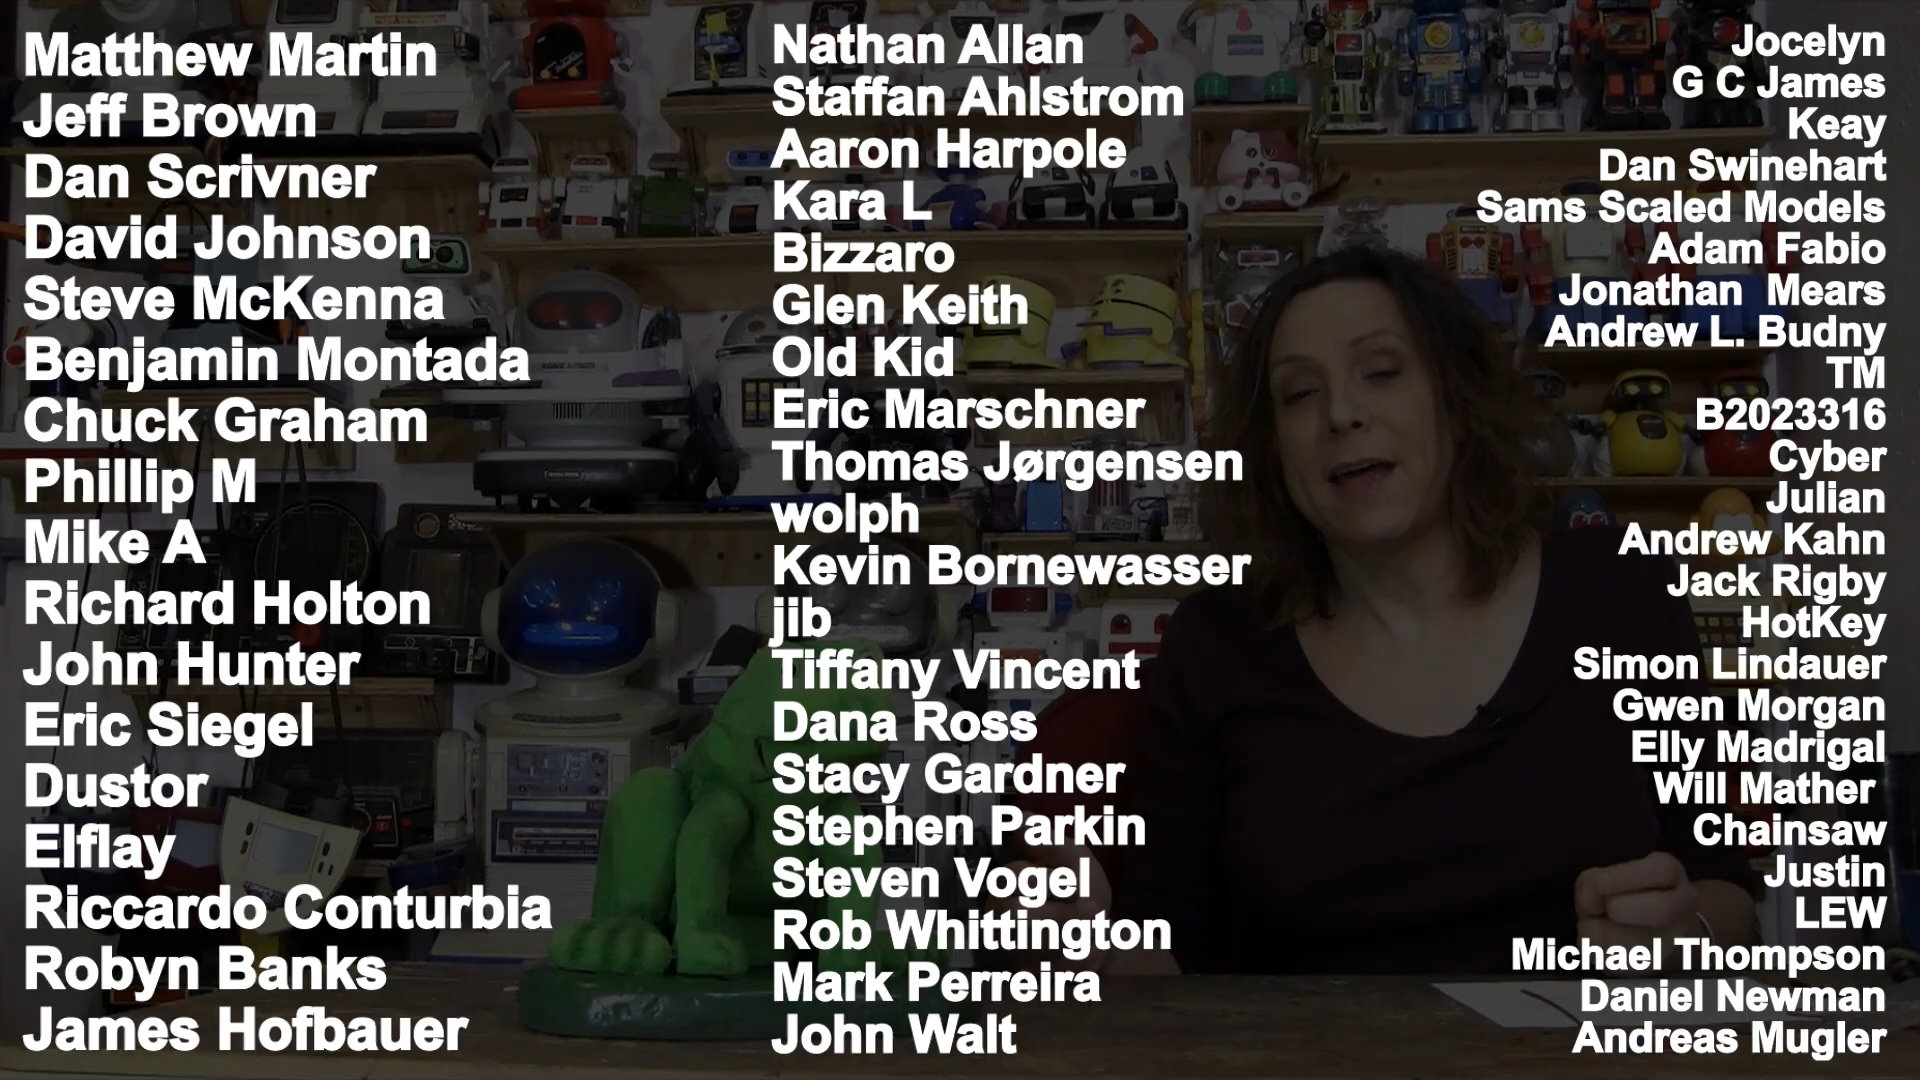 Matthew Martin
Jeff Brown
Dan Scrivner
David Johnson
Steve McKenna
Benjamin Montada
Chuck Graham
Phillip M
Mike A
Richard Holton
John Hunter
Eric Siegel
Dustor
Elflay
Riccardo Conturbia
Robyn Banks
James Hofbauer
Nathan Allan
Staffan Ahlstrom
Aaron Harpole
Kara L
Bizzaro
Glen Keith
Old Kid
Eric Marschner
Thomas Jørgensen
wolph
Kevin Bornewasser
jib
Tiffany Vincent
Dana Ross
Stacy Gardner
Stephen Parkin
Steven Vogel
Rob Whittington
Mark Perreira
John Walt
Jocelyn
G C James
Keay
Dan Swinehart
Sams Scaled Models
Adam Fabio
Jonathan  Mears
Andrew L. Budny
TM
B2023316
Cyber
Julian
Andrew Kahn
Jack Rigby
HotKey
Simon Lindauer
Gwen Morgan
Elly Madrigal
Will Mather
Chainsaw
Justin
LEW
Michael Thompson
Daniel Newman
Andreas Mugler